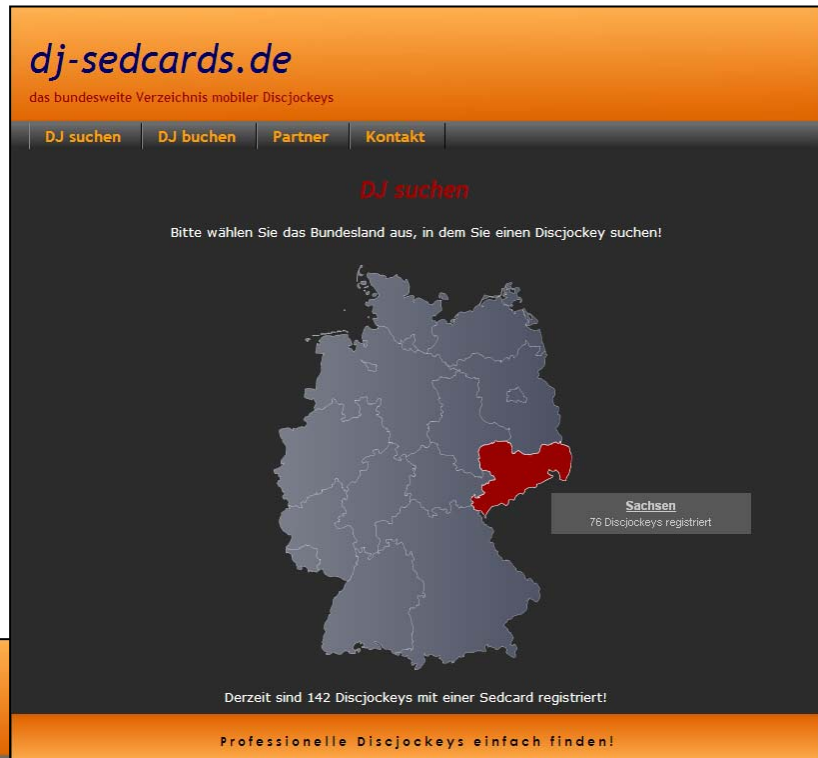 dj-sedcards.de
das bundesweite Verzeichnis mobiler Discjockeys
DJ suchen DJ buchen Partner Kontakt
DJ suchen
Bitte wählen Sie das Bundesland aus, in dem Sie einen Discjockey suchen!
Sachsen
76 Discjockeys registriert
Derzeit sind 142 Discjockeys mit einer Sedcard registriert!
Professionelle Discjockeys einfach finden!